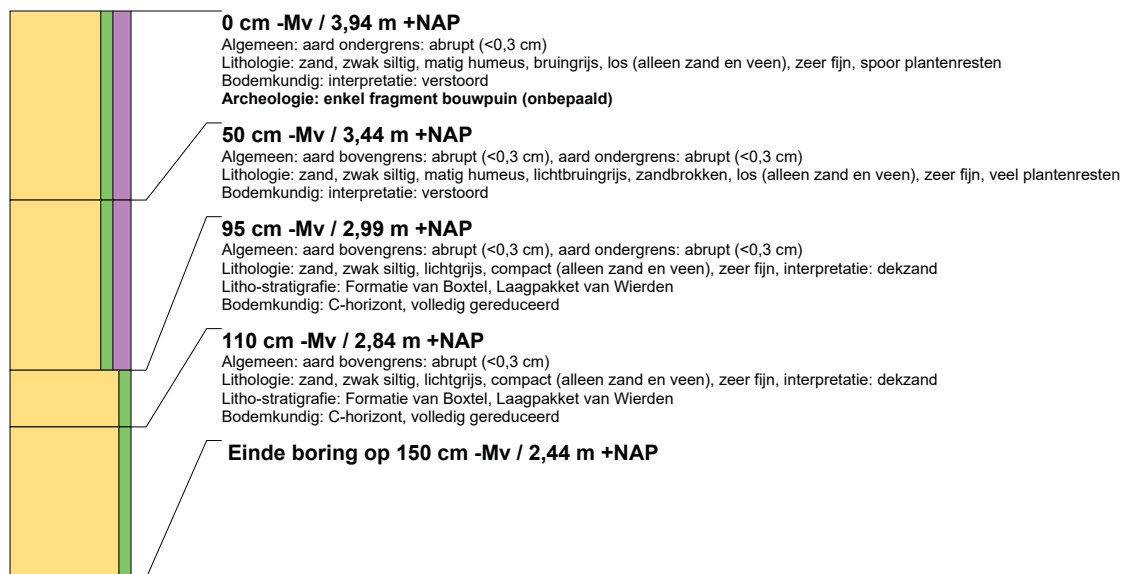 0 cm -Mv / 3,94 m +NAP
Algemeen: aard ondergrens: abrupt (<0,3 cm)
Lithologie: zand, zwak siltig, matig humeus, bruingrijs, los (alleen zand en veen), zeer fijn, spoor plantenresten
Bodemkundig: interpretatie: verstoord
Archeologie: enkel fragment bouwpuin (onbepaald)
50 cm -Mv / 3,44 m +NAP
Algemeen: aard bovengrens: abrupt (<0,3 cm), aard ondergrens: abrupt (<0,3 cm)
Lithologie: zand, zwak siltig, matig humeus, lichtbruingrijs, zandbrokken, los (alleen zand en veen), zeer fijn, veel plantenresten
Bodemkundig: interpretatie: verstoord
95 cm -Mv / 2,99 m +NAP
Algemeen: aard bovengrens: abrupt (<0,3 cm), aard ondergrens: abrupt (<0,3 cm)
Lithologie: zand, zwak siltig, lichtgrijs, compact (alleen zand en veen), zeer fijn, interpretatie: dekzand
Litho-stratigrafie: Formatie van Boxtel, Laagpakket van Wierden
Bodemkundig: C-horizont, volledig gereduceerd
110 cm -Mv / 2,84 m +NAP
Algemeen: aard bovengrens: abrupt (<0,3 cm)
Lithologie: zand, zwak siltig, lichtgrijs, compact (alleen zand en veen), zeer fijn, interpretatie: dekzand
Litho-stratigrafie: Formatie van Boxtel, Laagpakket van Wierden
Bodemkundig: C-horizont, volledig gereduceerd
Einde boring op 150 cm -Mv / 2,44 m +NAP